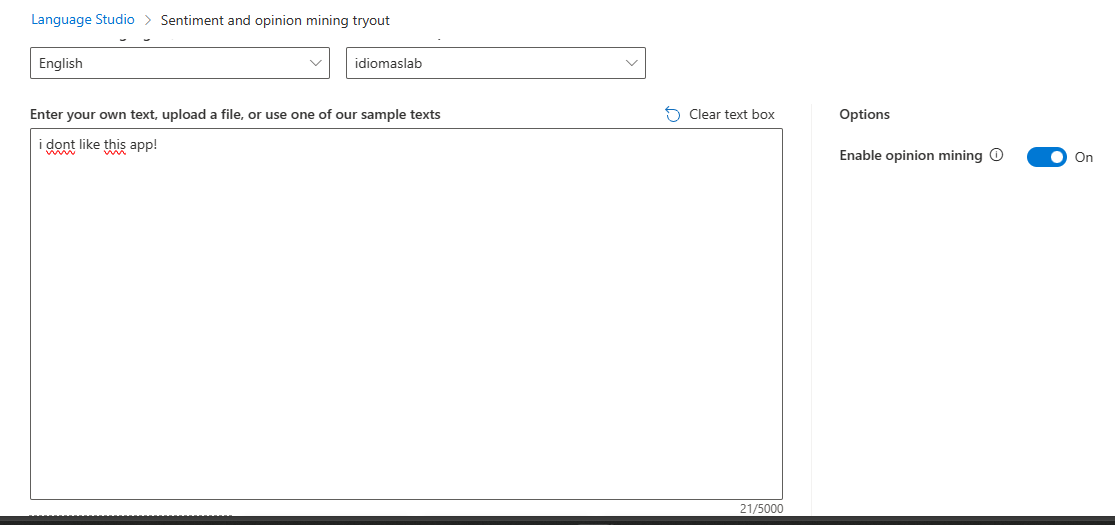 Language Studio > Sentiment and opinion mining tryout
English idiomaslab
Enter your own text, upload a file, or use one of our sample texts Clear text box Options
i dont like this app! Enable opinion mining On
21/5000